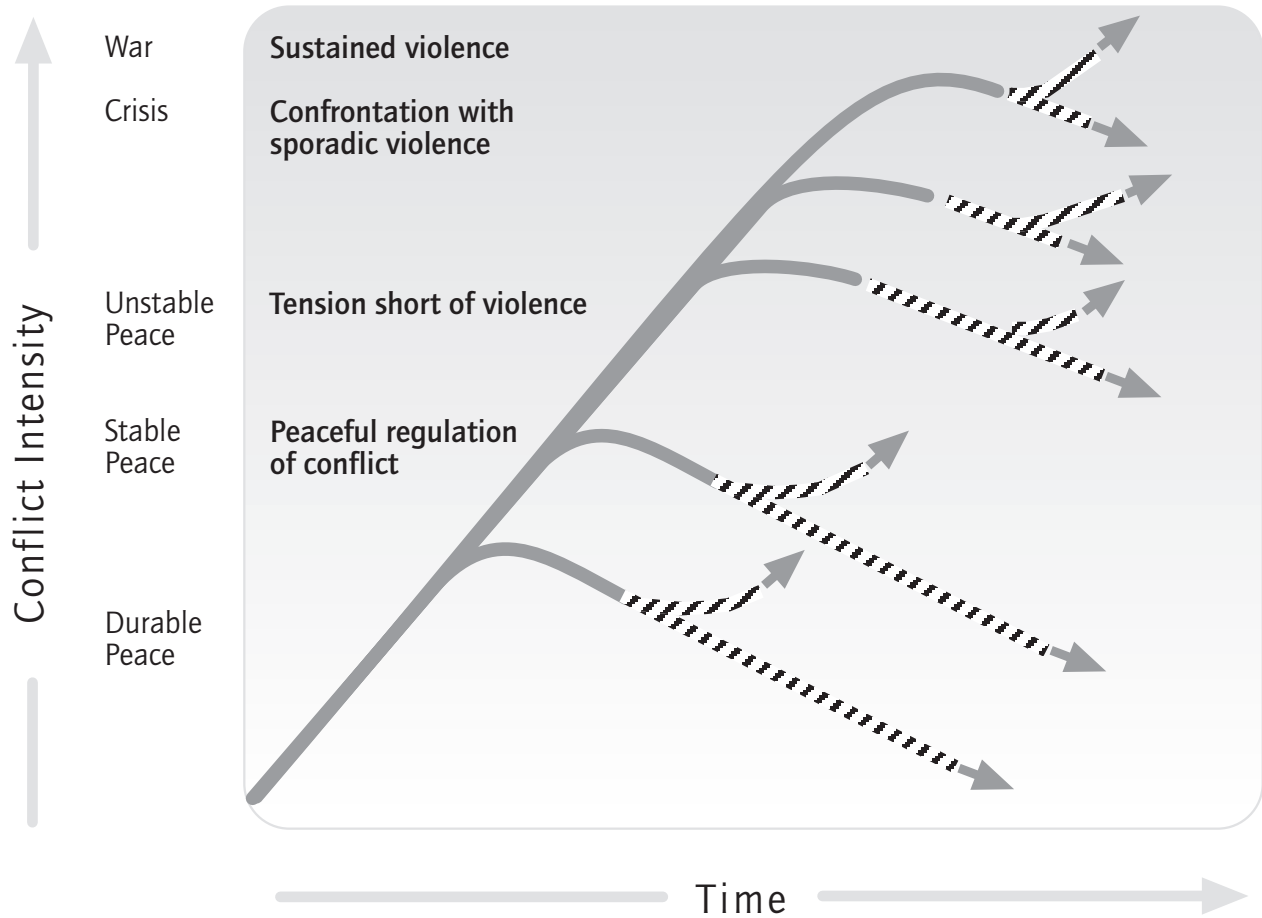 War
Sustained violence
Crisis
Confrontation with
sporadic violence
Unstable
Peace
Tension short of violence
Stable
Peace
Peaceful regulation
of conflict
Durable
Peace
Conflict Intensity
Time